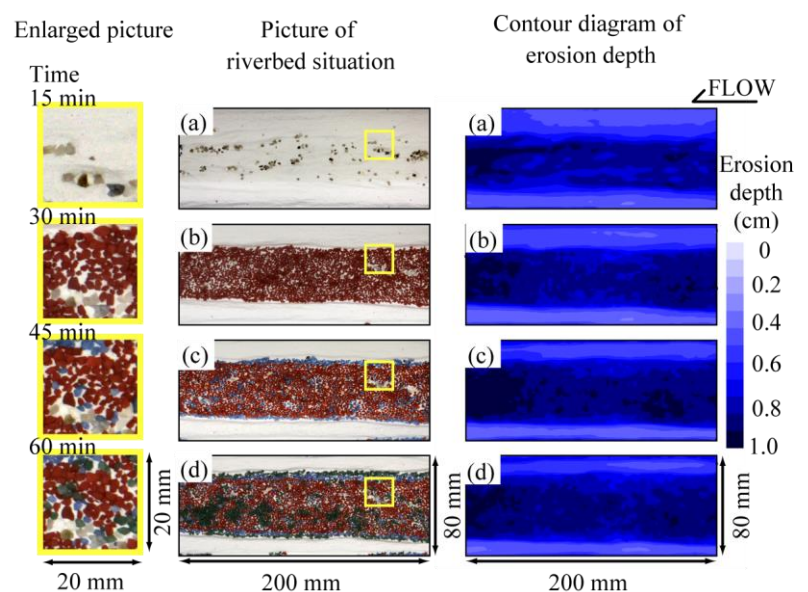 Enlarged picture
Picture of
riverbed situation
Contour diagram of
erosion depth
FLOW
Time
15 min
(a)
(a)
Erosion
depth
(cm)
0
0.2
0.4
0.6
0.8
1.0
30 min
(b)
(b)
45 min
(c)
(c)
60 min
(d)
(d)
20 mm
80 mm
80 mm
20 mm
200 mm
200 mm